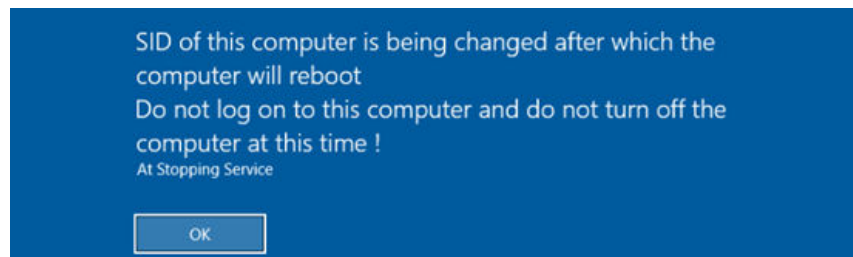 SID of this computer is being changed after which the
computer will reboot
Do not log on to this computer and do not turn off the
computer at this time !
At Stopping Service
OK